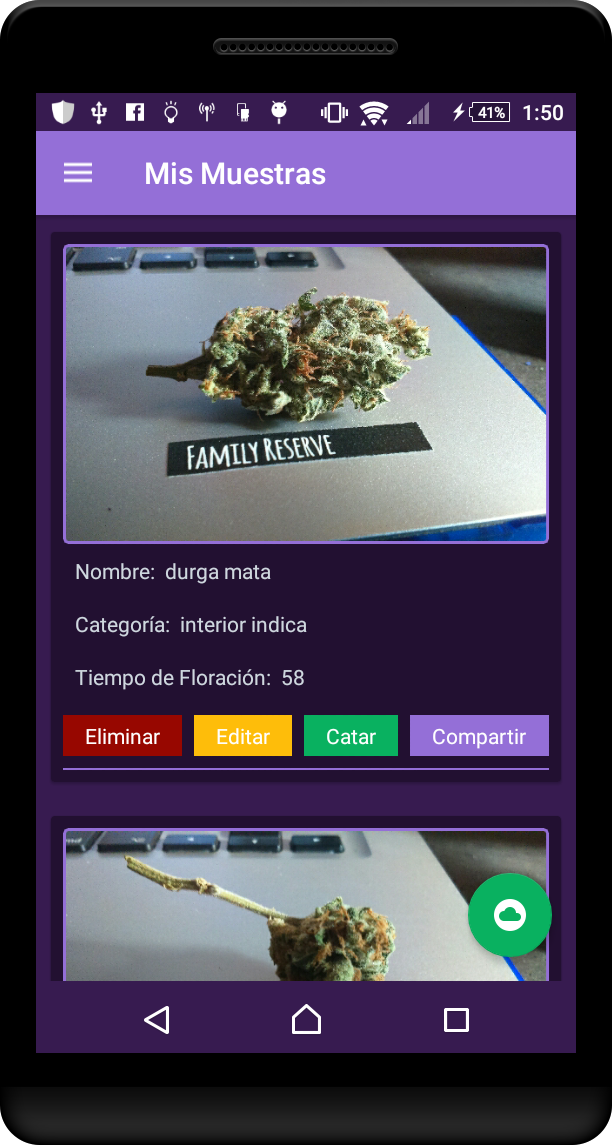 41% 1:50
Mis Muestras
FAMILY RESERVE
Nombre: durga mata
Categoría: interior indica
Tiempo de Floración: 58
Eliminar Editar Catar Compartir